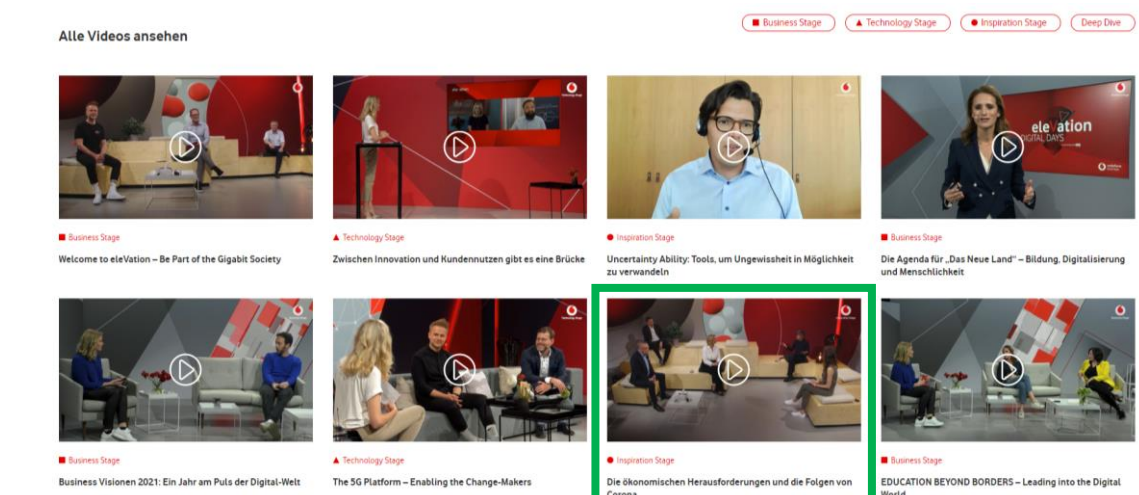 Business Stage
Technology Stage
Inspiration Stage
Deep Dive
Alle Videos ansehen
eleVation
DIGITAL DAYS
Business Stage
Welcome to eleVation – Be Part of the Gigabit Society
Technology Stage
Zwischen Innovation und Kundennutzen gibt es eine Brücke
Inspiration Stage
Uncertainty Ability: Tools, um Ungewissheit in Möglichkeit
zu verwandeln
Business Stage
Die Agenda für „Das Neue Land“ – Bildung, Digitalisierung
und Menschlichkeit
Business Stage
Business Visionen 2021: Ein Jahr am Puls der Digital-Welt
Technology Stage
The 5G Platform – Enabling the Change-Makers
Inspiration Stage
Die ökonomischen Herausforderungen und die Folgen von
Corona
Business Stage
EDUCATION BEYOND BORDERS – Leading into the Digital
World